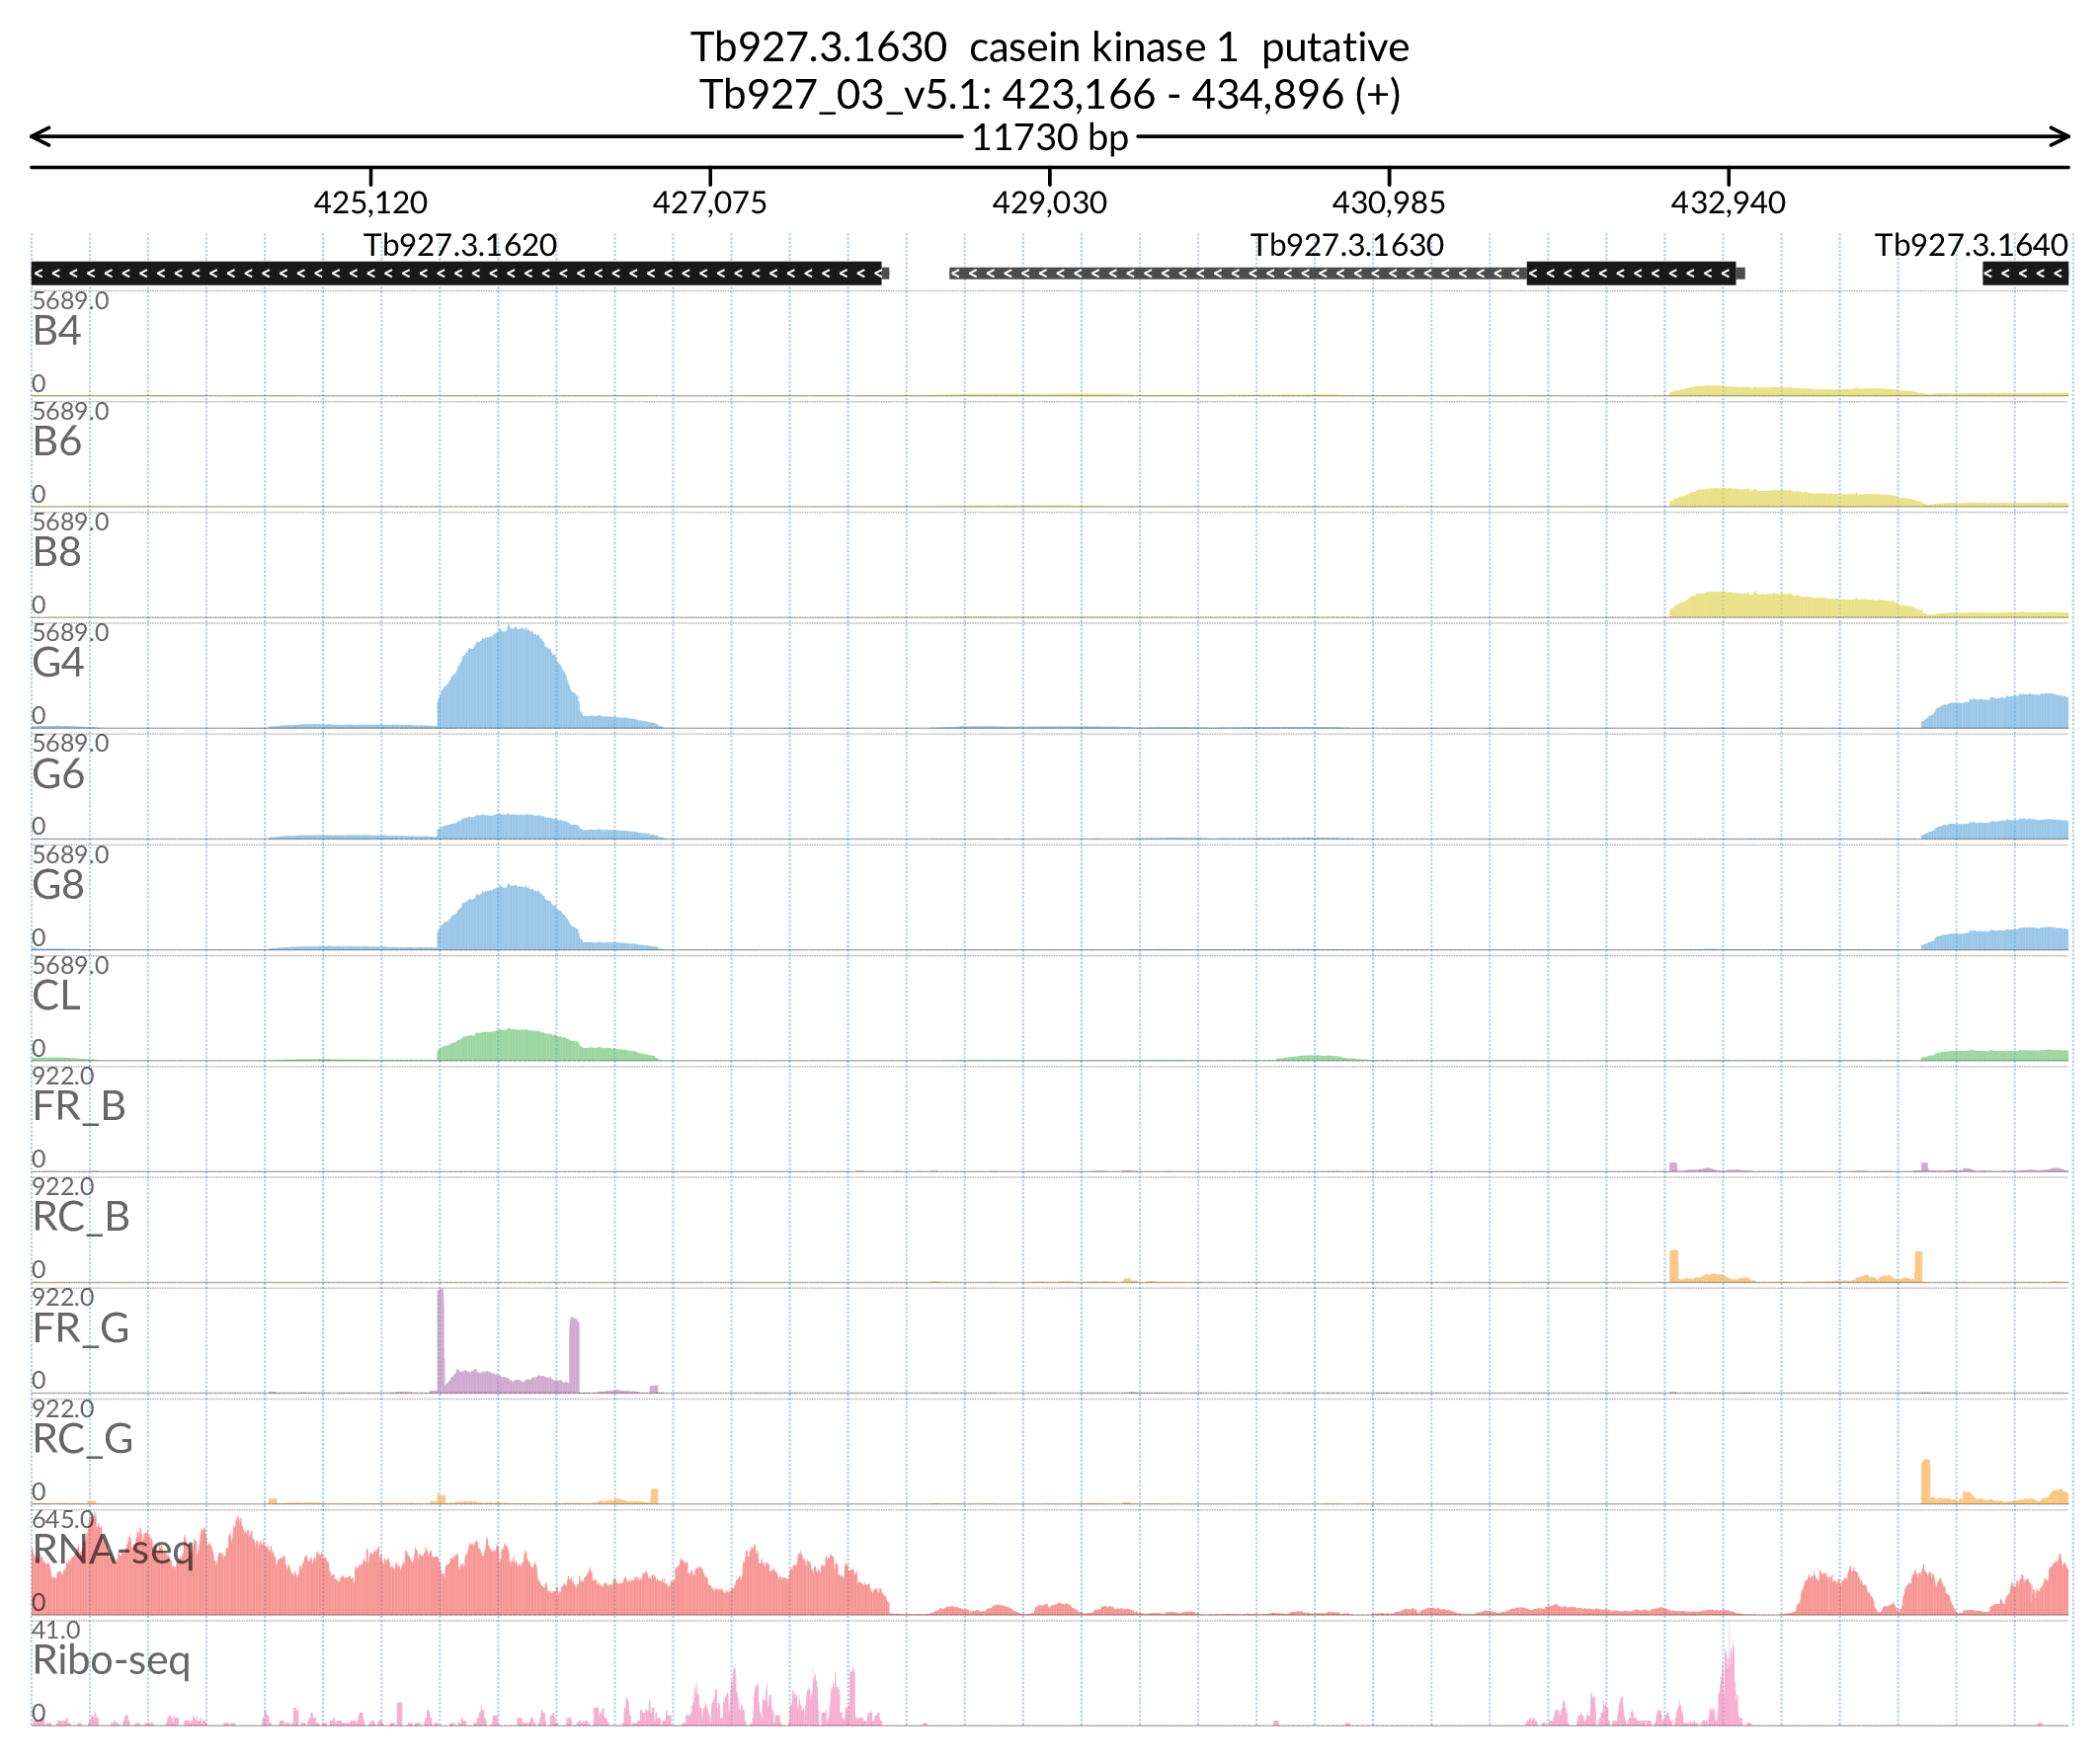 Tb927.3.1630 casein kinase 1 putative
Tb927_03_v5.1: 423,166 - 434,896 (+)
11730 bp
425,120 427,075 429,030 430,985 432,940
Tb927.3.1620 Tb927.3.1630 Tb927.3.1640
5689.0
B4
0
5689.0
B6
0
5689.0
B8
0
5689.0
G4
0
5689.0
G6
0
5689.0
G8
0
5689.0
CL
0
922.0
FR_B
0
922.0
RC_B
0
922.0
FR_G
0
922.0
RC_G
0
645.0
RNA-seq
0
41.0
Ribo-seq
0